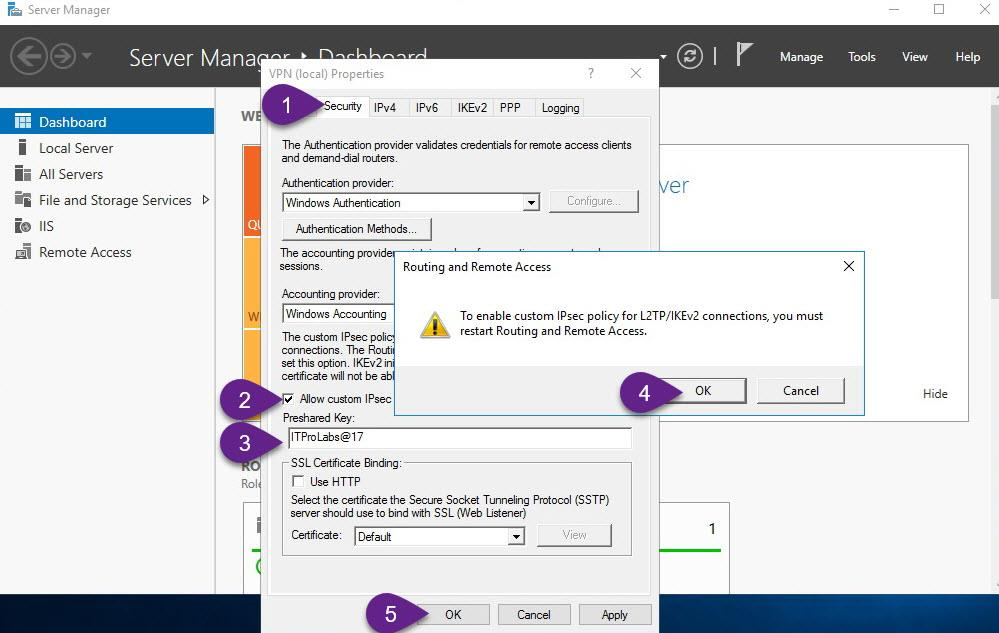 Server Manager
Server Manager • Dashboard
Manage Tools View Help
Dashboard
Local Server
All Servers
File and Storage Services
IIS
Remote Access
WE
QU
ver
Hide
RO
Role
1
VPN (local) Properties
?
1
Security IPv4 IPv6 IKEv2 PPP Logging
The Authentication provider validates credentials for remote access clients
and demand-dial routers.
Authentication provider:
Windows Authentication
Configure...
Authentication Methods...
The accounting provider
sessions.
Accounting provider:
Windows Accounting
The custom IPsec policy
connections. The Routi
set this option. IKEv2 ini
certificate will not be abl
2
Allow custom IPsec
Preshared Key:
3
ITProLabs@17
SSL Certificate Binding:
Use HTTP
Select the certificate the Secure Socket Tunneling Protocol (SSTP)
server should use to bind with SSL (Web Listener)
Certificate: Default View
5
OK Cancel Apply
Routing and Remote Access
To enable custom IPsec policy for L2TP/IKEv2 connections, you must
restart Routing and Remote Access.
4
OK Cancel